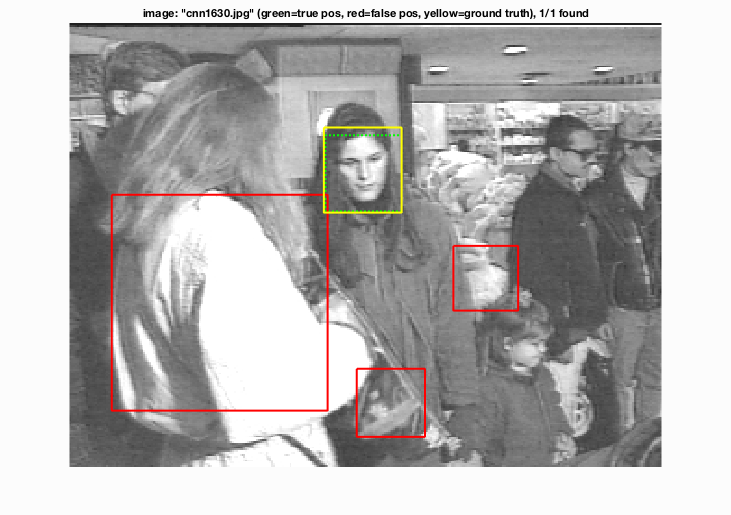 image: "cnn1630.jpg" (green=true pos, red=false pos, yellow=ground truth), 1/1 found